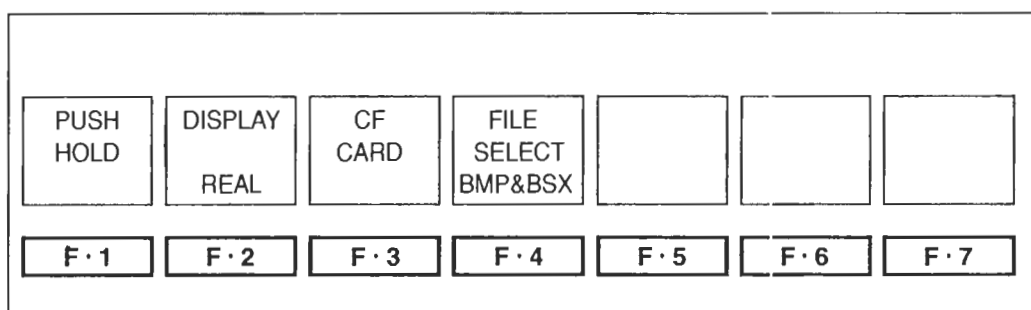 PUSH
HOLD
DISPLAY
REAL
CF
CARD
FILE
SELECT
BMP&BSX
F·1
F·2
F·3
F·4
F·5
F·6
F·7